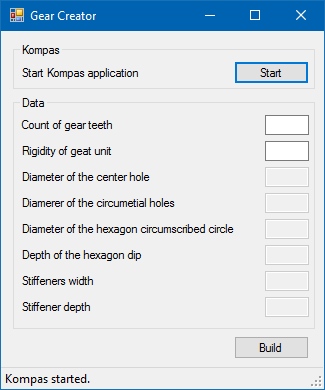 Gear Creator
Kompas
Start Kompas application
Start
Data
Count of gear teeth
Rigidity of geat unit
Diameter of the center hole
Diamerer of the circumetial holes
Diameter of the hexagon circumscribed circle
Depth of the hexagon dip
Stiffeners width
Stiffener depth
Build
Kompas started.